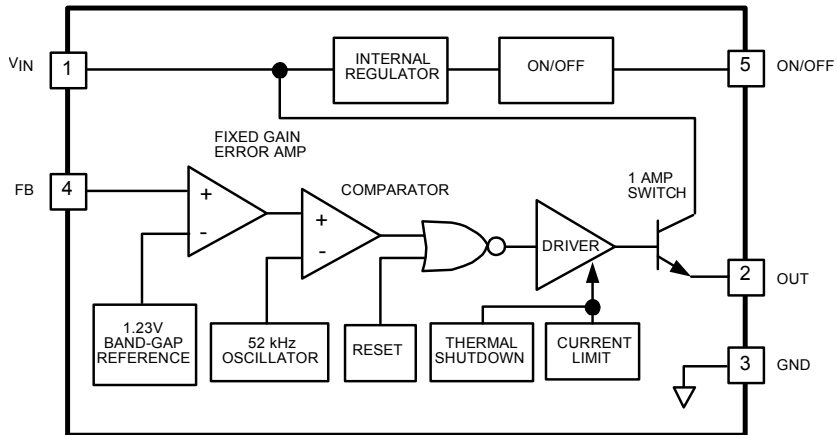 VIN
1
INTERNAL
REGULATOR
ON/OFF
5
ON/OFF
FIXED GAIN
ERROR AMP
FB
4
+
-
COMPARATOR
+
-
DRIVER
1 AMP
SWITCH
2
OUT
1.23V
BAND-GAP
REFERENCE
52 kHz
OSCILLATOR
RESET
THERMAL
SHUTDOWN
CURRENT
LIMIT
3
GND